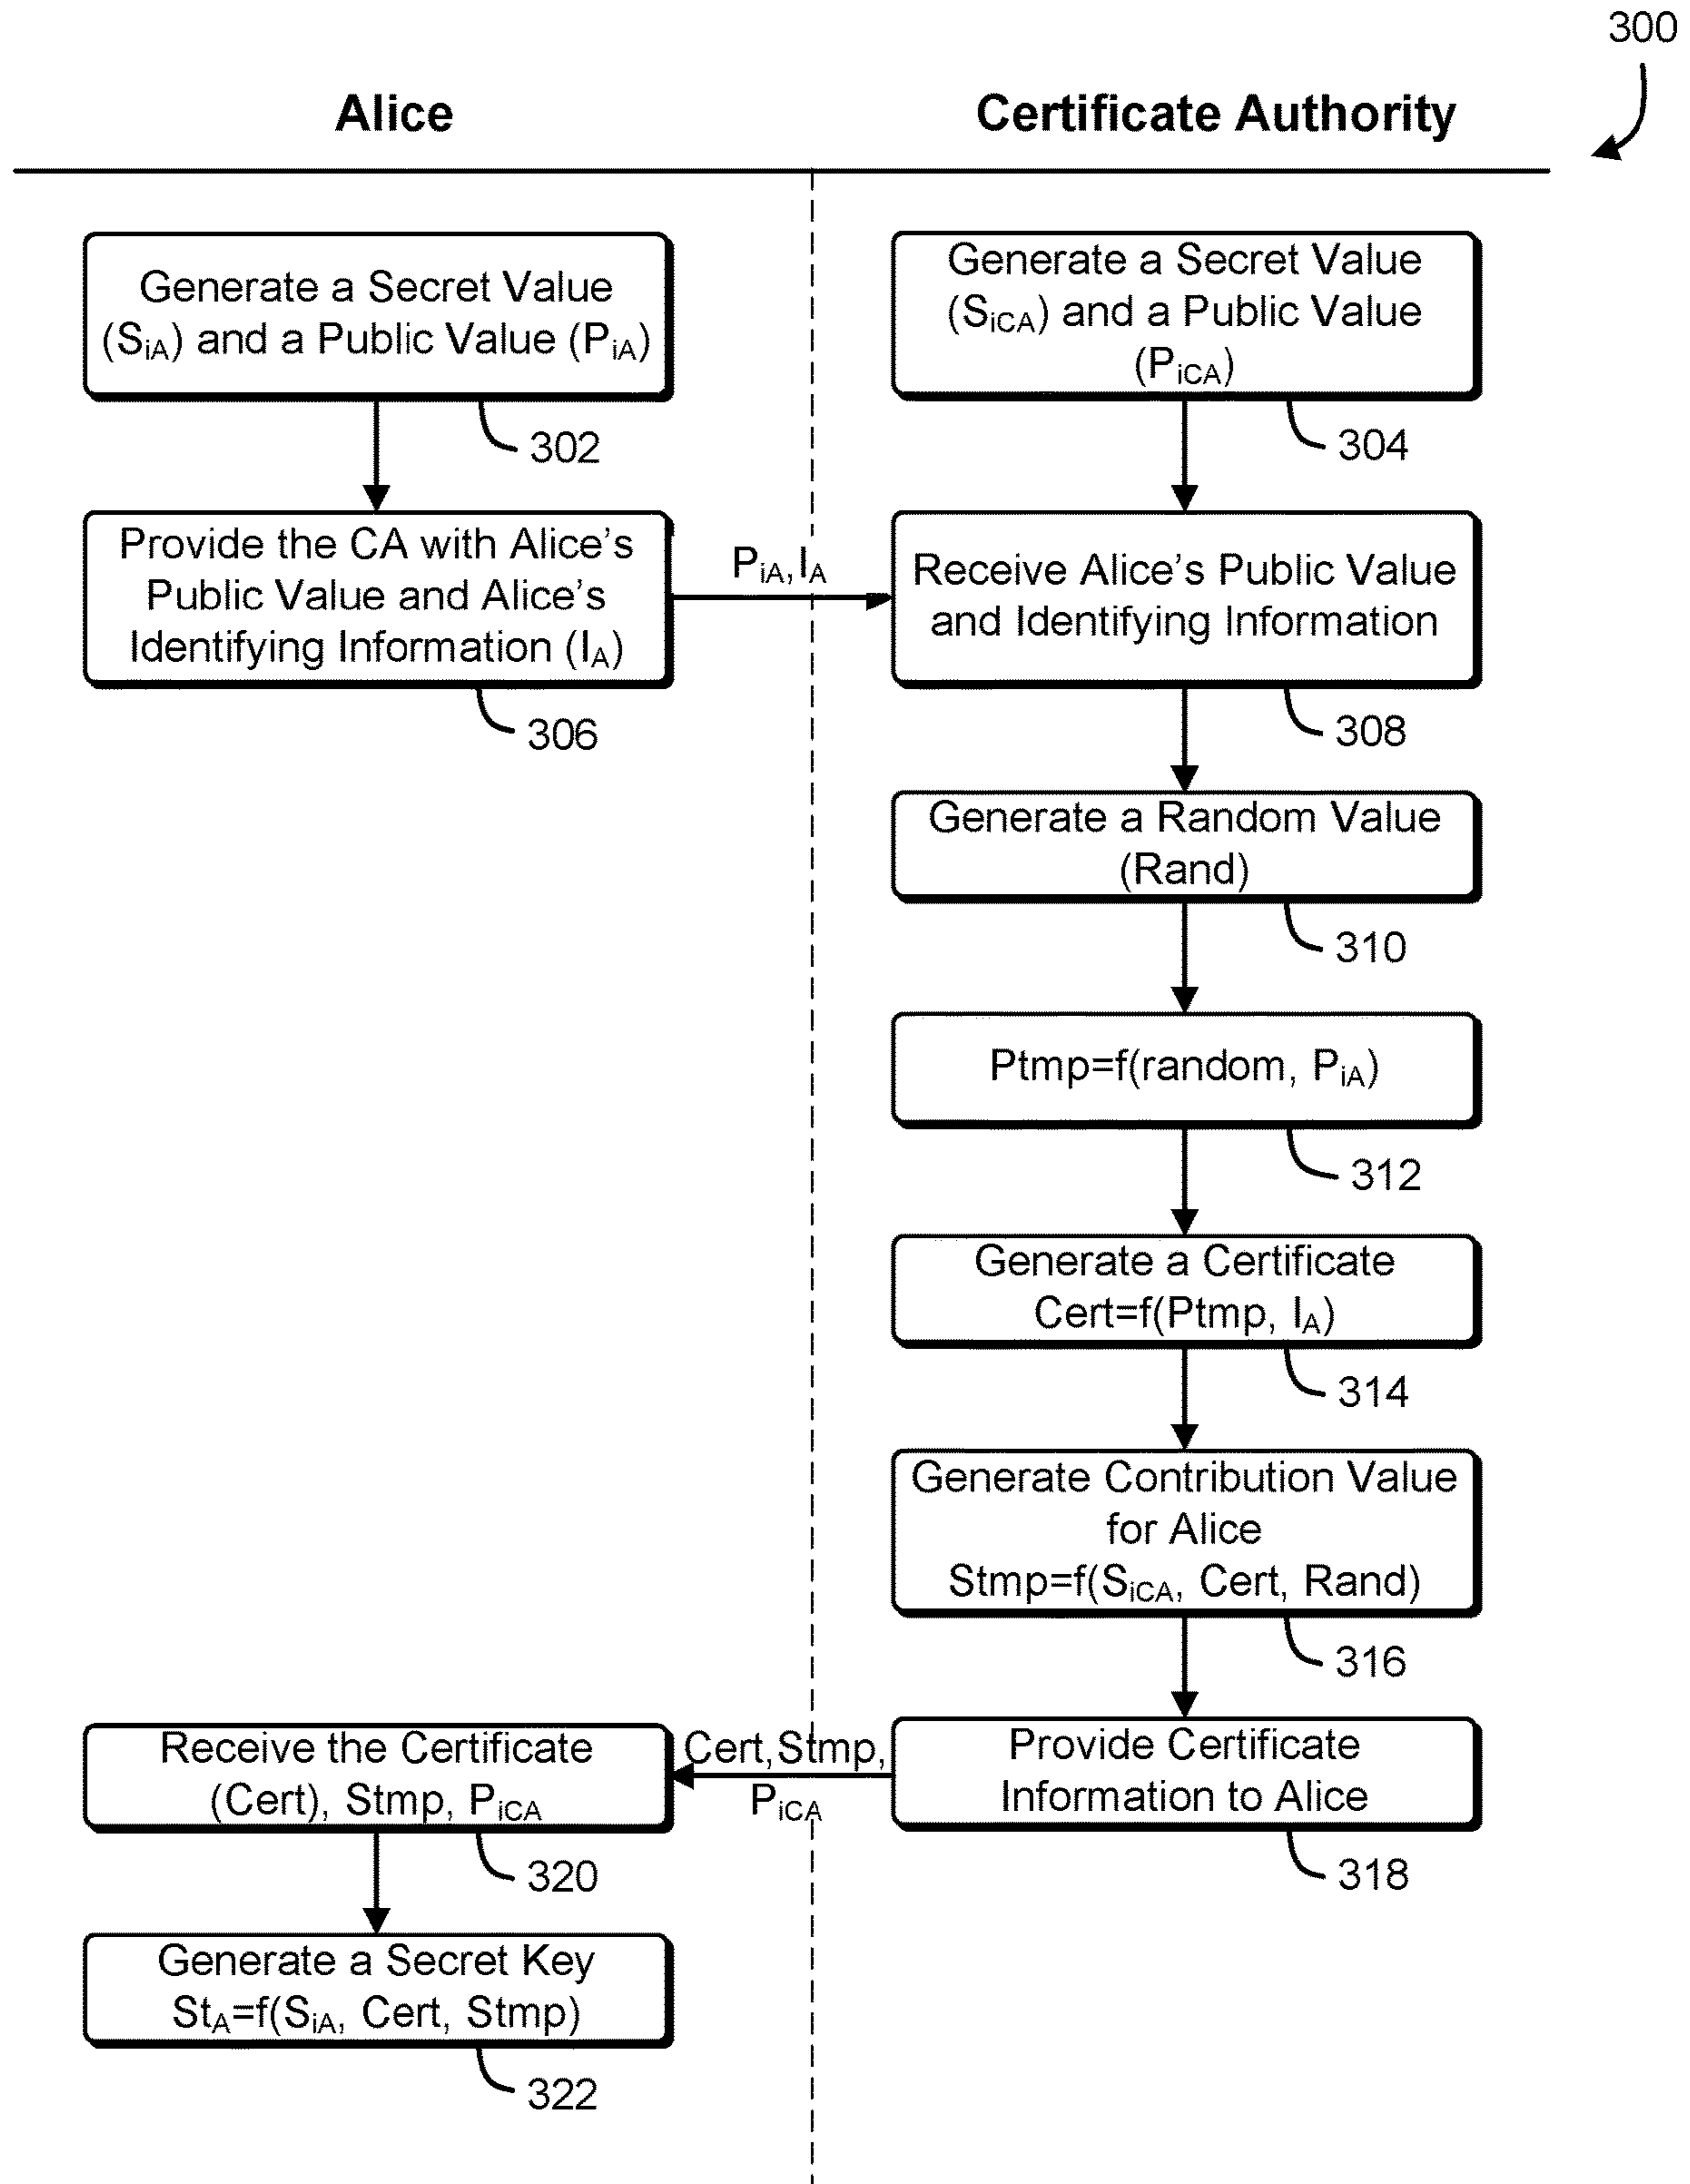 300
Alice
Certificate Authority
Generate a Secret Value
(SiA) and a Public Value (PiA)
302
Generate a Secret Value
(SiCA) and a Public Value
(PiCA)
304
Provide the CA with Alice's
Public Value and Alice's
Identifying Information (IA)
306
PiA,IA
Receive Alice's Public Value
and Identifying Information
308
Generate a Random Value
(Rand)
310
Ptmp=f(random, PiA)
312
Generate a Certificate
Cert=f(Ptmp, IA)
314
Generate Contribution Value
for Alice
Stmp=f(SiCA, Cert, Rand)
316
Provide Certificate
Information to Alice
318
Cert,Stmp,
PiCA
Receive the Certificate
(Cert), Stmp, PiCA
320
Generate a Secret Key
StA=f(SiA, Cert, Stmp)
322